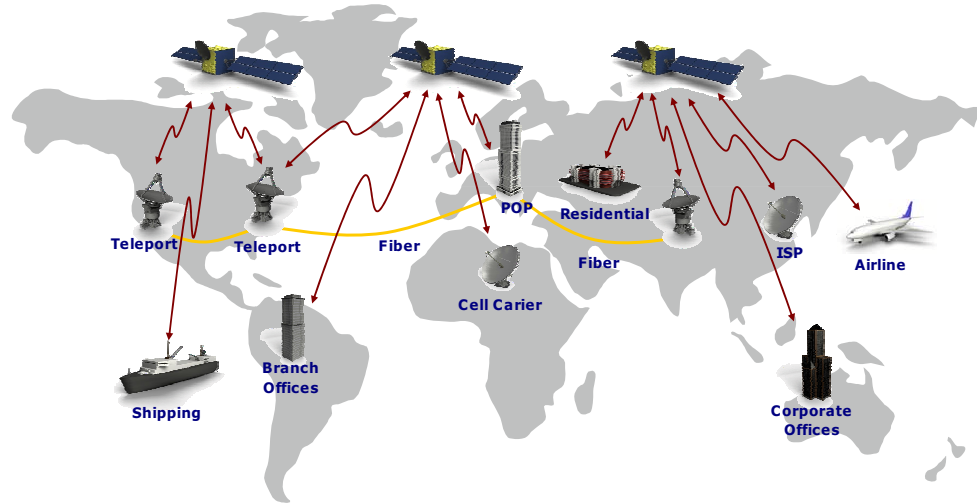 POP
Residential
Teleport
Teleport
Fiber
ISP
Fiber
Airline
Cell Carier
Branch
Offices
Shipping
Corporate
Offices